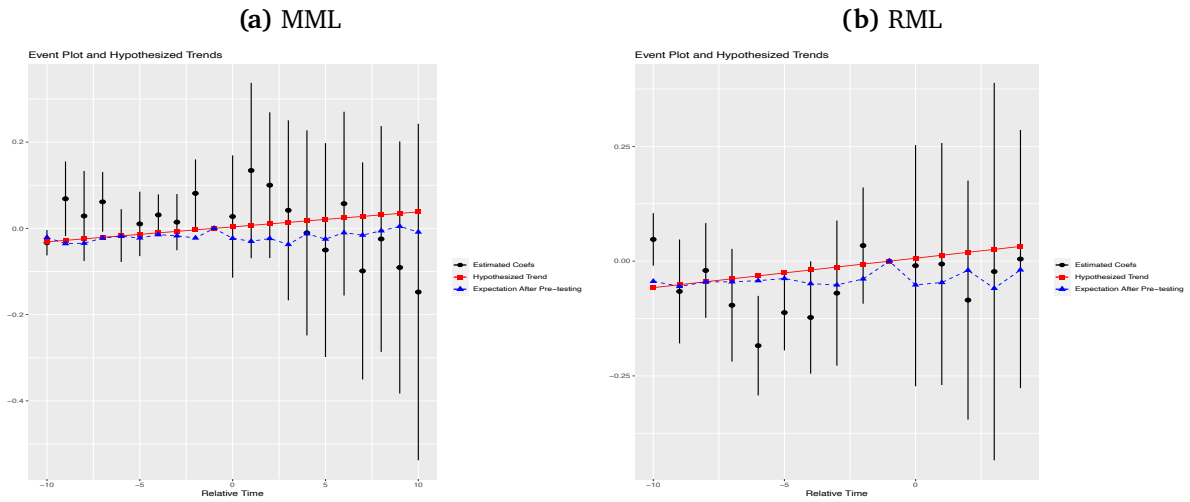 (a) MML
Event Plot and Hypothesized Trends
0.2
0.0
−0.2
−0.4
−10
−5
0
5
10
Relative Time
Estimated Coefs
Hypothesized Trend
Expectation After Pre-testing
(b) RML
Event Plot and Hypothesized Trends
0.25
0.00
−0.25
−10
−5
0
Relative Time
Estimated Coefs
Hypothesized Trend
Expectation After Pre-testing